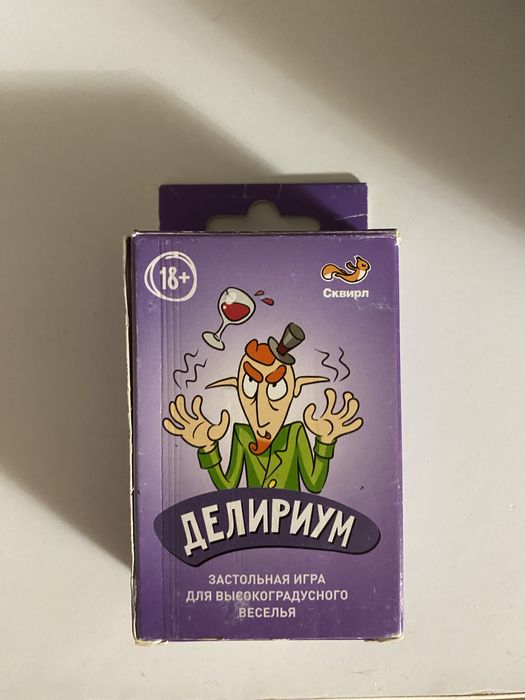 18+
Сквирл
ДЕЛИРИУМ
ЗАСТОЛЬНАЯ ИГРА
ДЛЯ ВЫСОКОГРАДУСНОГО
ВЕСЕЛЬЯ